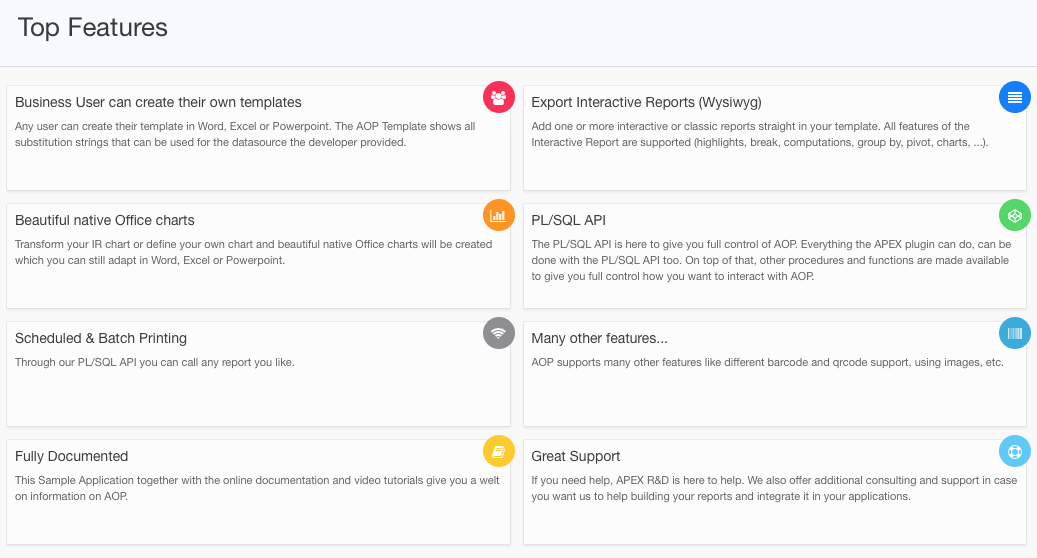 Top Features
Business User can create their own templates
Any user can create their template in Word, Excel or Powerpoint. The AOP Template shows all
substitution strings that can be used for the datasource the developer provided.
Export Interactive Reports (Wysiwyg)
Add one or more interactive or classic reports straight in your template. All features of the
Interactive Report are supported (highlights, break, computations, group by, pivot, charts, ...).
Beautiful native Office charts
Transform your IR chart or define your own chart and beautiful native Office charts will be created
which you can still adapt in Word, Excel or Powerpoint.
PL/SQL API
The PL/SQL API is here to give you full control of AOP. Everything the APEX plugin can do, can be
done with the PL/SQL API too. On top of that, other procedures and functions are made available
to give you full control how you want to interact with AOP.
Scheduled & Batch Printing
Through our PL/SQL API you can call any report you like.
Many other features...
AOP supports many other features like different barcode and qrcode support, using images, etc.
Fully Documented
This Sample Application together with the online documentation and video tutorials give you a welt
on information on AOP.
Great Support
If you need help, APEX R&D is here to help. We also offer additional consulting and support in case
you want us to help building your reports and integrate it in your applications.